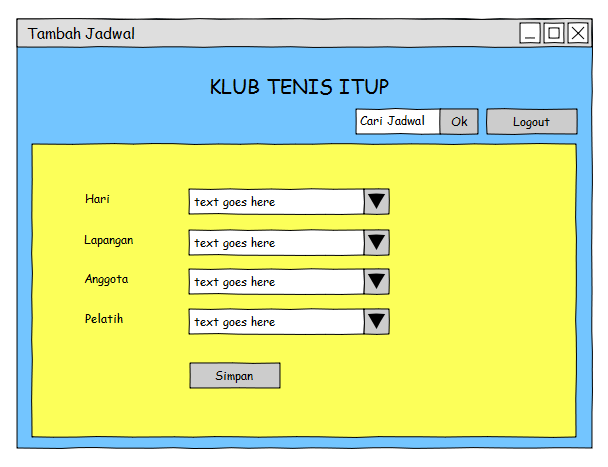 Tambah Jadwal
KLUB TENIS ITUP
Cari Jadwal Ok Logout
Hari text goes here
Lapangan text goes here
Anggota text goes here
Pelatih text goes here
Simpan